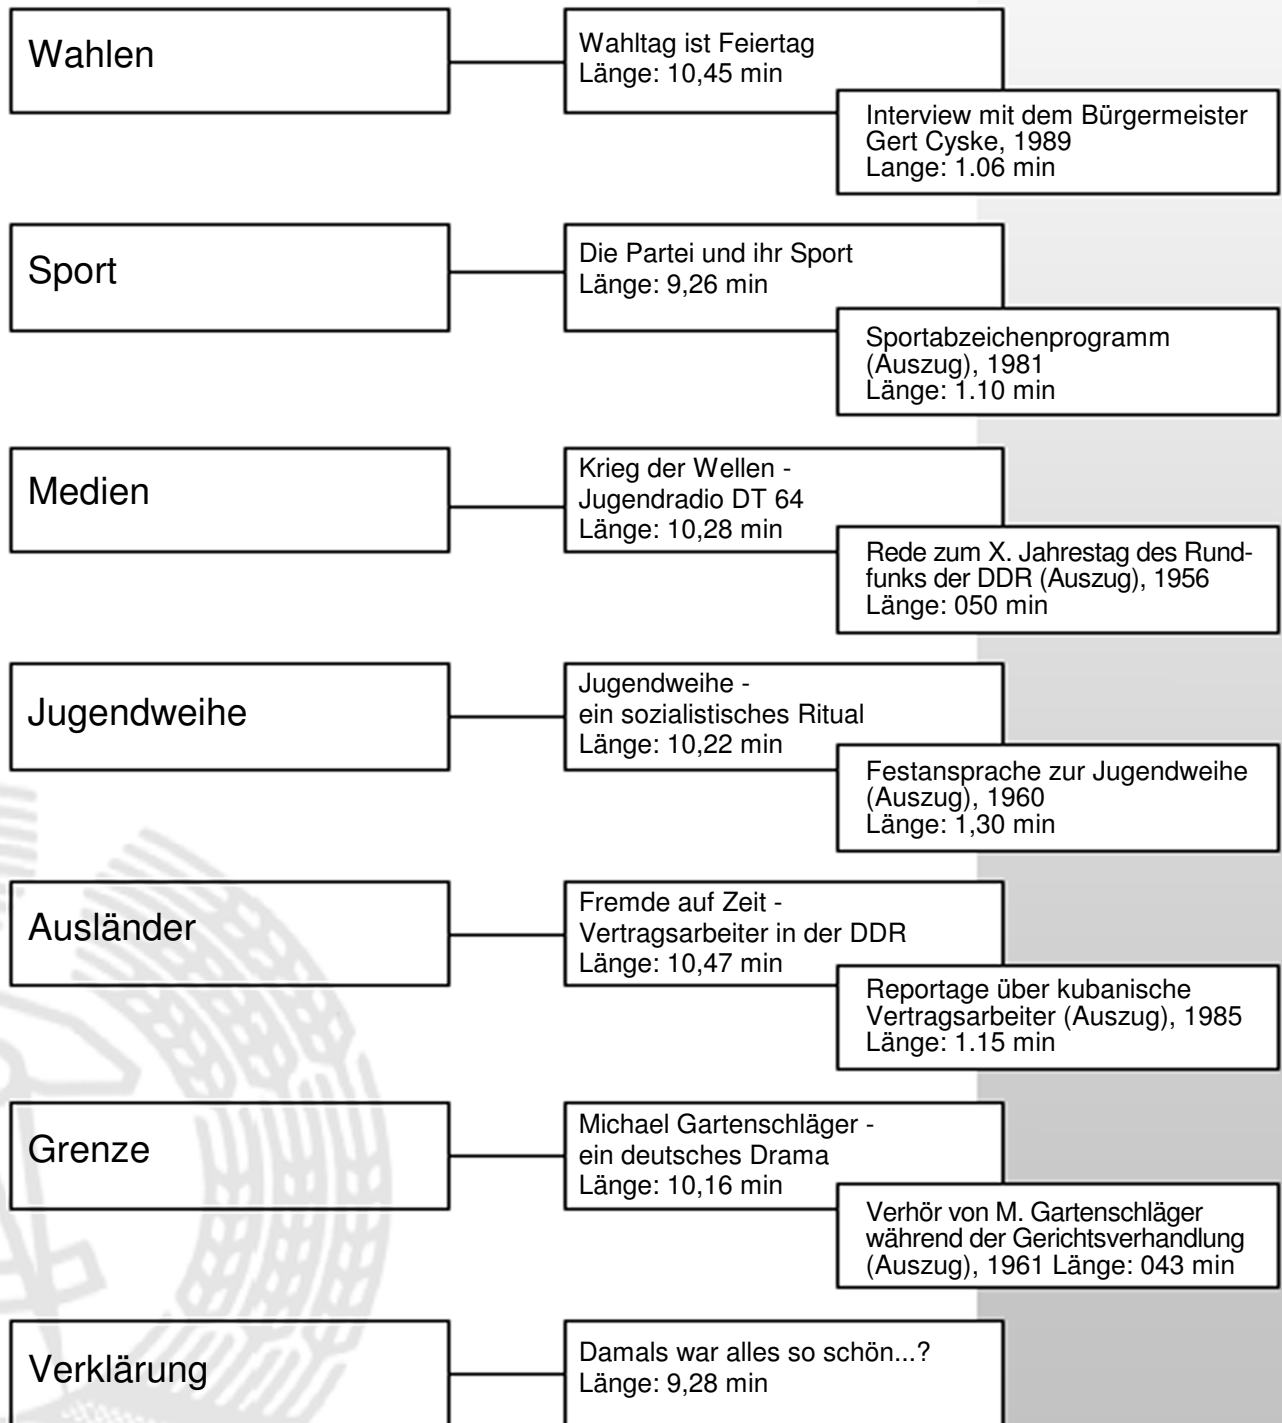 Wahlen
Wahltag ist Feiertag
Länge: 10,45 min
Interview mit dem Bürgermeister
Gert Cyske, 1989
Lange: 1.06 min
Sport
Die Partei und ihr Sport
Länge: 9,26 min
Sportabzeichenprogramm
(Auszug), 1981
Länge: 1.10 min
Medien
Krieg der Wellen -
Jugendradio DT 64
Länge: 10,28 min
Rede zum X. Jahrestag des Rund-
funks der DDR (Auszug), 1956
Länge: 050 min
Jugendweihe
Jugendweihe -
ein sozialistisches Ritual
Länge: 10,22 min
Festansprache zur Jugendweihe
(Auszug), 1960
Länge: 1,30 min
Ausländer
Fremde auf Zeit -
Vertragsarbeiter in der DDR
Länge: 10,47 min
Reportage über kubanische
Vertragsarbeiter (Auszug), 1985
Länge: 1.15 min
Grenze
Michael Gartenschläger -
ein deutsches Drama
Länge: 10,16 min
Verhör von M. Gartenschläger
während der Gerichtsverhandlung
(Auszug), 1961 Länge: 043 min
Verklärung
Damals war alles so schön...?
Länge: 9,28 min